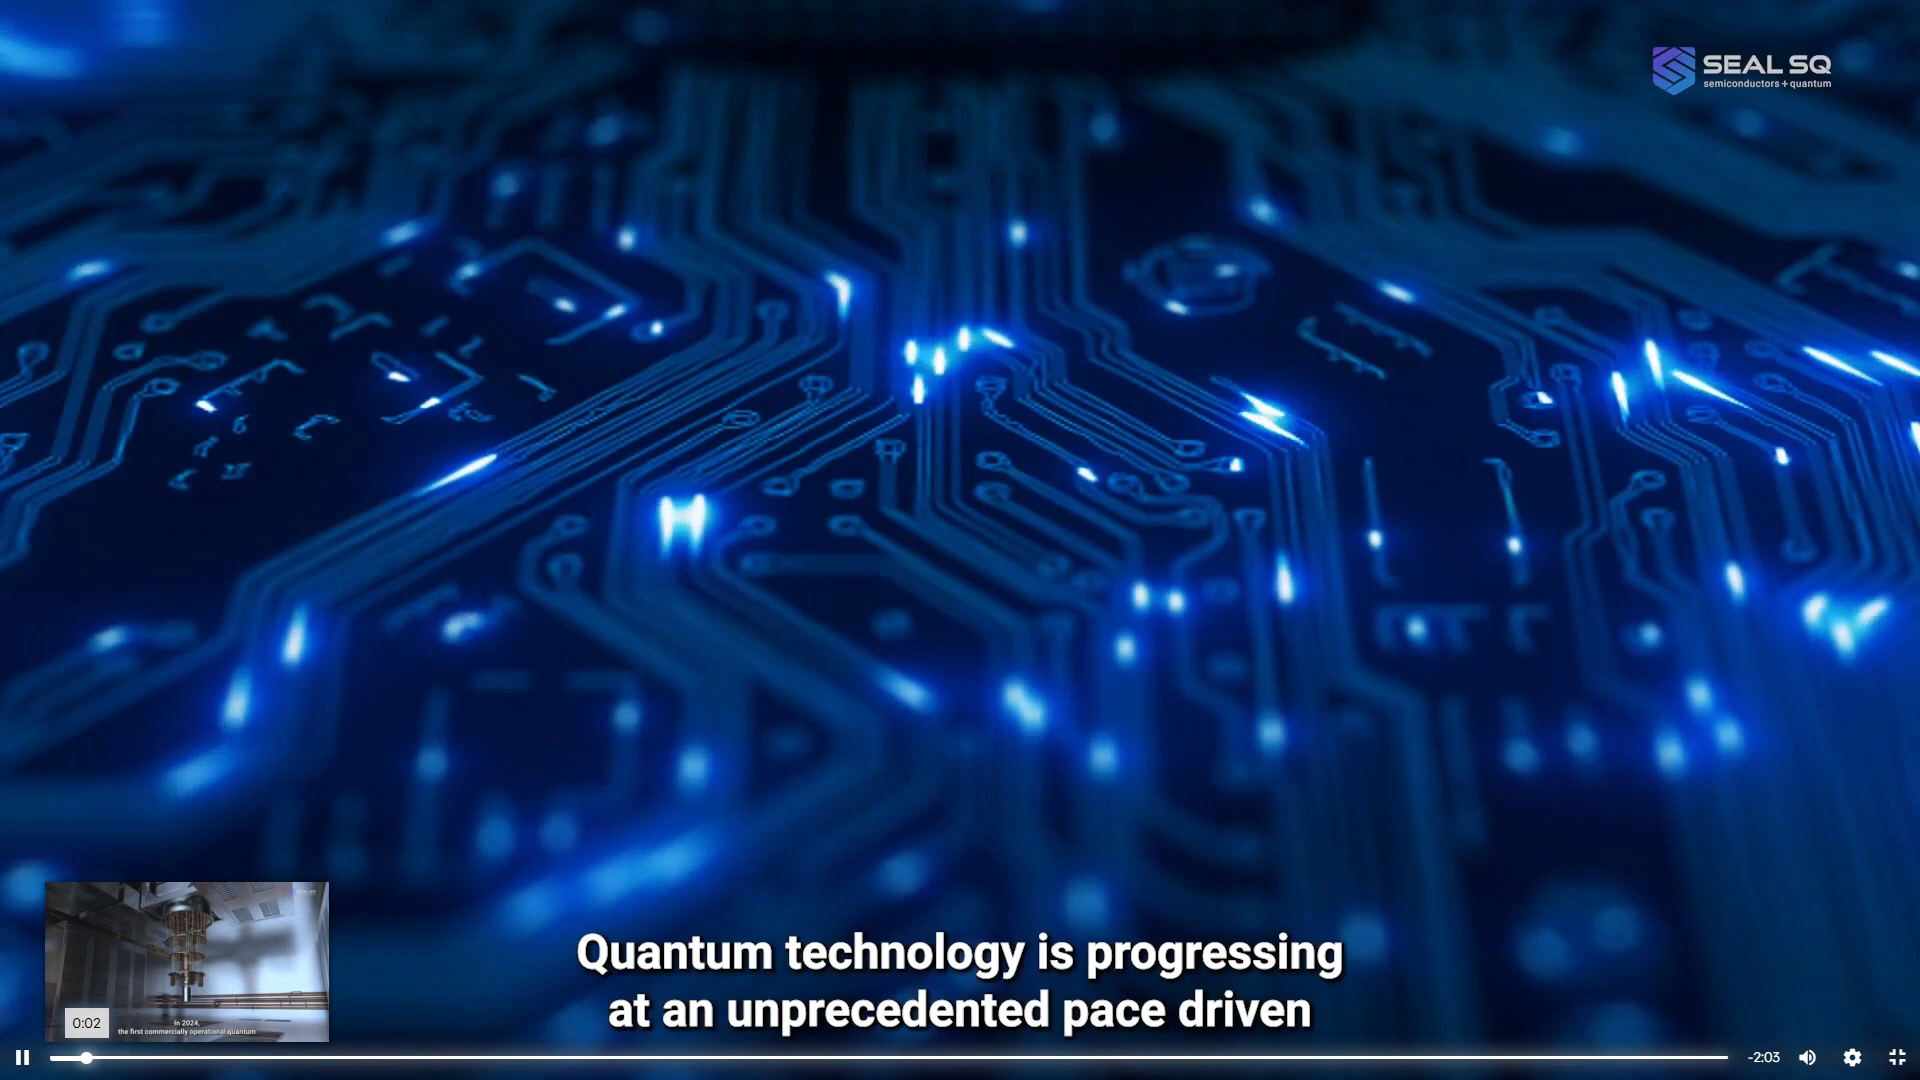 SEAL SQ
semiconductors + quantum
In 2024,
the first commercially operational quantum
0:02
Quantum technology is progressing
at an unprecedented pace driven
-2:03